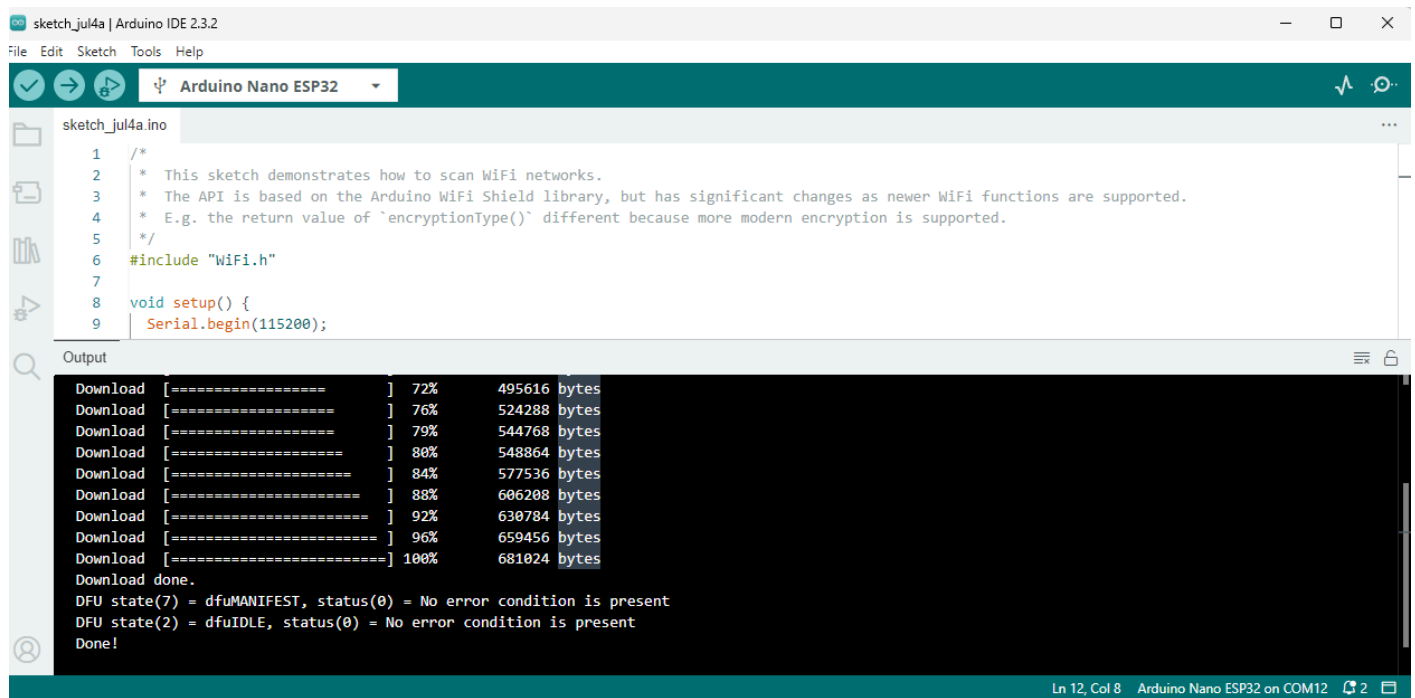 sketch_jul4a | Arduino IDE 2.3.2
File Edit Sketch Tools Help
Arduino Nano ESP32
sketch_jul4a.ino
1 /*
2 * This sketch demonstrates how to scan WiFi networks.
3 * The API is based on the Arduino WiFi Shield library, but has significant changes as newer WiFi functions are supported.
4 * E.g. the return value of `encryptionType()` different because more modern encryption is supported.
5 */
6 #include "WiFi.h"
7
8 void setup() {
9 Serial.begin(115200);
Output
Download [================== ] 72% 495616 bytes
Download [=================== ] 76% 524288 bytes
Download [=================== ] 79% 544768 bytes
Download [==================== ] 80% 548864 bytes
Download [===================== ] 84% 577536 bytes
Download [====================== ] 88% 606208 bytes
Download [======================= ] 92% 630784 bytes
Download [======================== ] 96% 659456 bytes
Download [=========================] 100% 681024 bytes
Download done.
DFU state(7) = dfuMANIFEST, status(0) = No error condition is present
DFU state(2) = dfuIDLE, status(0) = No error condition is present
Done!
Ln 12, Col 8 Arduino Nano ESP32 on COM12 2